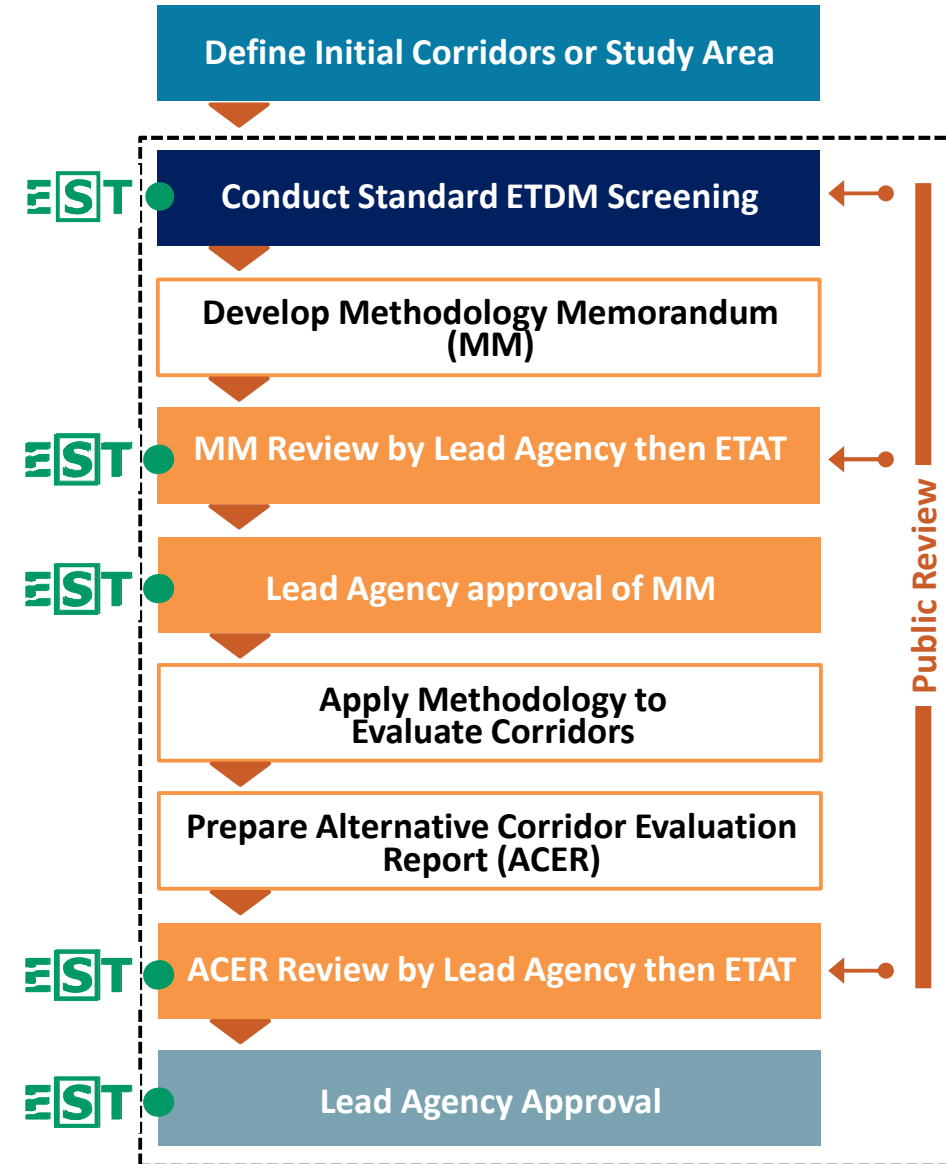 Define Initial Corridors or Study Area
EST
Conduct Standard ETDM Screening
Develop Methodology Memorandum
(MM)
EST
MM Review by Lead Agency then ETAT
EST
Lead Agency approval of MM
Public Review
Apply Methodology to
Evaluate Corridors
Prepare Alternative Corridor Evaluation
Report (ACER)
EST
ACER Review by Lead Agency then ETAT
EST
Lead Agency Approval